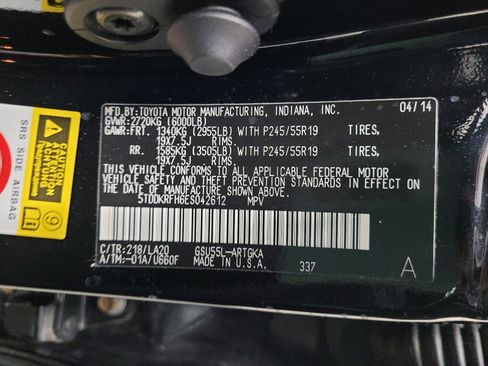 MFD.BY:TOYOTA MOTOR MANUFACTURING, INDIANA, INC. 04/14
GVWR:2720KG (6000LB)
GAWR:FRT. 1340KG (2955LB) WITH P245/55R19 TIRES,
19X7.5J RIMS.
RR. 1585KG (3505LB) WITH P245/55R19 TIRES,
19X7.5J RIMS.
THIS VEHICLE CONFORMS TO ALL APPLICABLE FEDERAL MOTOR
VEHICLE SAFETY AND THEFT PREVENTION STANDARDS IN EFFECT
ON THE DATE OF MANUFACTURE SHOWN ABOVE.
5TDDKRFH6ES042612 MPV
C/TR:218/LA20 GSU55L-ARTGKA
A/TM:-01A/U660F MADE IN U.S.A. 337 A
SRS SIDE AIRBAG